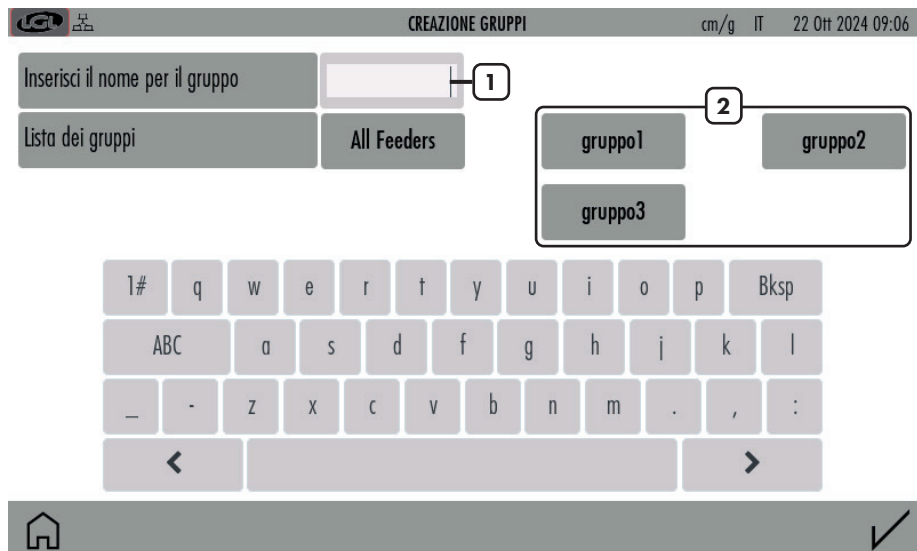 LGL CREAZIONE GRUPPI cm/g IT 22 Ott 2024 09:06
Inserisci il nome per il gruppo 1
2
Lista dei gruppi All Feeders gruppo1 gruppo2
gruppo3
1# q w e r t y u i o p Bksp
ABC a s d f g h j k l
_ - z x c v b n m . , :
< >